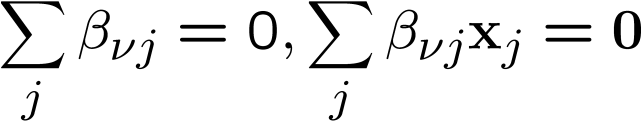 ∑_j β_{νj} = 0, ∑_j β_{νj} 𝐱_j = 𝟎